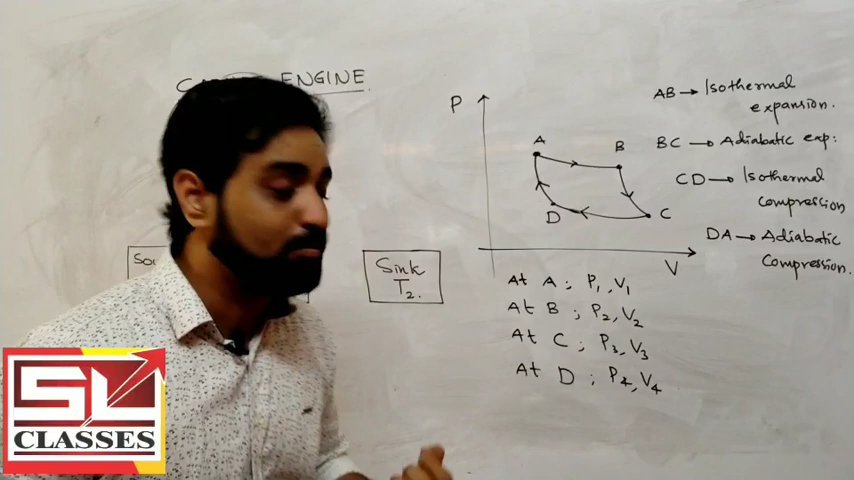 ENGINE
P
A
B
C
D
V
AB → Isothermal
expansion.
BC → Adiabatic exp:
CD → Isothermal
compression
DA → Adiabatic
Compression.
Sink
T2.
At A ; P1, V1
At B ; P2, V2
At C ; P3, V3
At D ; P4, V4
SL
CLASSES